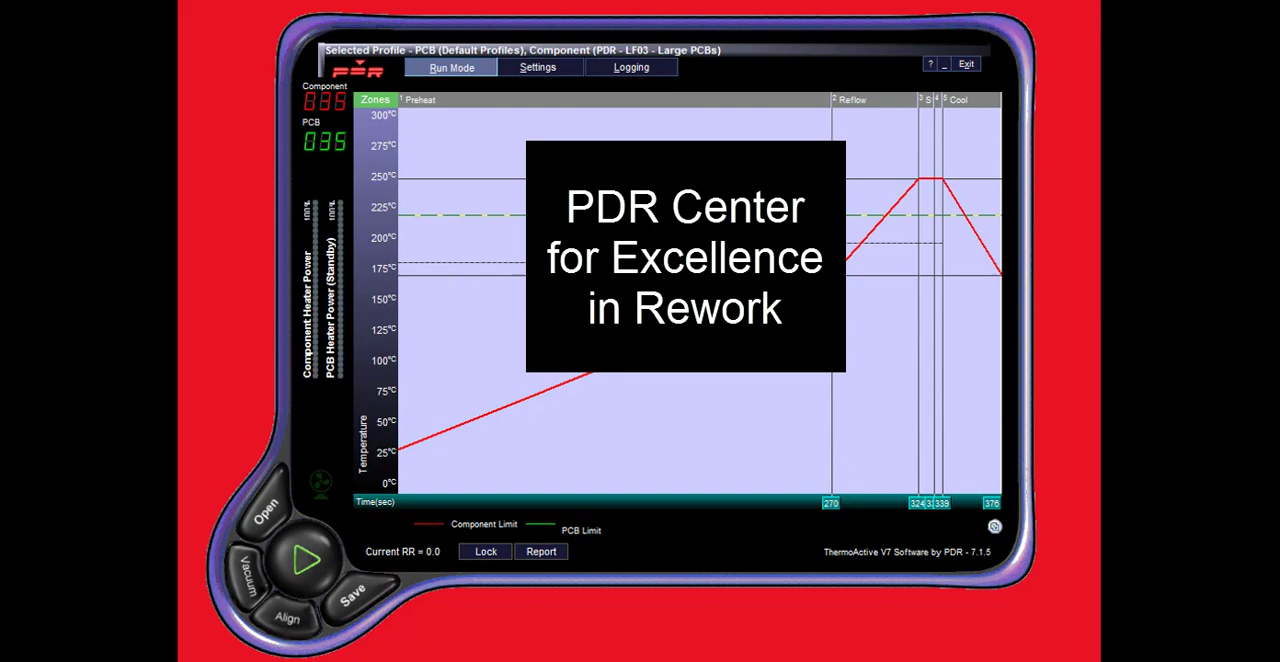 Selected Profile - PCB (Default Profiles), Component (PDR - LF03 - Large PCBs)
PDR
Run Mode
Settings
Logging
?
_
Exit
Component
035
PCB
035
Zones
1 Preheat
2 Reflow
3 S
4
5 Cool
300°C
275°C
250°C
225°C
200°C
175°C
150°C
125°C
100°C
75°C
50°C
25°C
0°C
Temperature
100%
100%
Component Heater Power
PCB Heater Power (Standby)
PDR Center
for Excellence
in Rework
Time(sec)
270
324
339
376
Component Limit
PCB Limit
Current RR = 0.0
Lock
Report
ThermoActive V7 Software by PDR - 7.1.5
Open
Vacuum
Align
Save